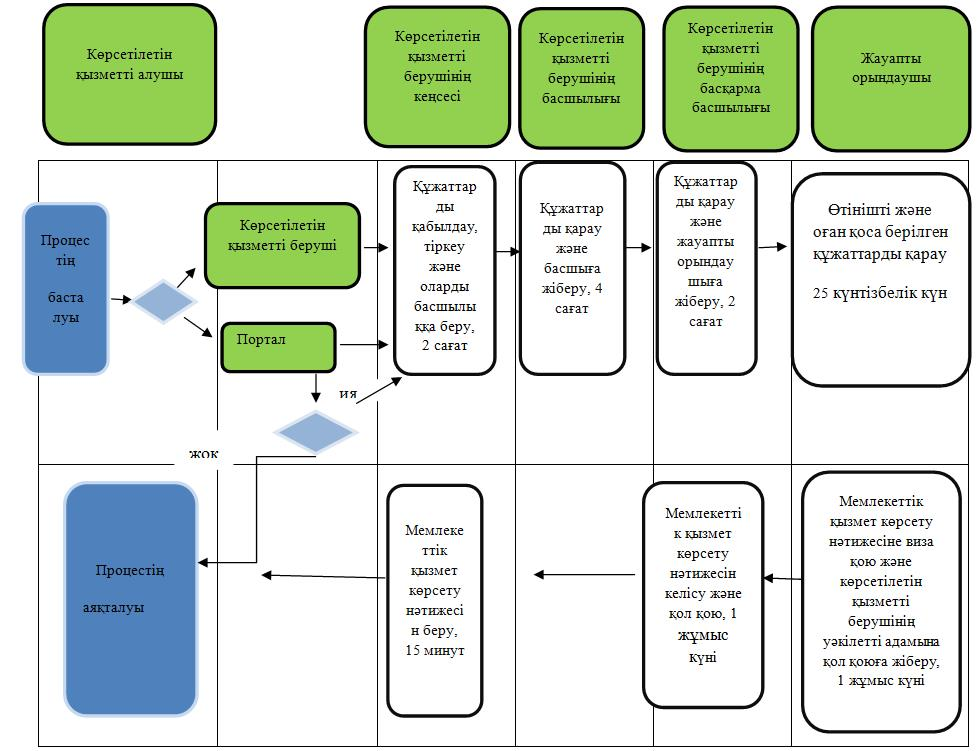 Көрсетілетін
қызметті алушы
Көрсетілетін
қызметті
берушінің
кеңсесі
Көрсетілетін
қызметті
берушінің
басшылығы
Көрсетілетін
қызметті
берушінің
басқарма
басшылығы
Жауапты
орындаушы
Процес
тің
баста
луы
Көрсетілетін
қызметті беруші
Портал
Құжаттар
ды
қабылдау,
тіркеу
және
оларды
басшылы
ққа беру,
2 сағат
Құжаттар
ды қарау
және
басшыға
жіберу, 4
сағат
Құжаттар
ды қарау
және
жауапты
орындау
шыға
жіберу, 2
сағат
Өтінішті және
оған қоса берілген
құжаттарды қарау
25 күнтізбелік күн
ия
жоқ
Процестің
аяқталуы
Мемлеке
ттік
қызмет
көрсету
нәтижесі
н беру,
15 минут
Мемлекетті
к қызмет
көрсету
нәтижесін
келісу және
қол қою, 1
жұмыс
күні
Мемлекеттік
қызмет көрсету
нәтижесіне виза
қою және
көрсетілетін
қызметті
берушінің
уәкілетті адамына
қол қоюға жіберу,
1 жұмыс күні